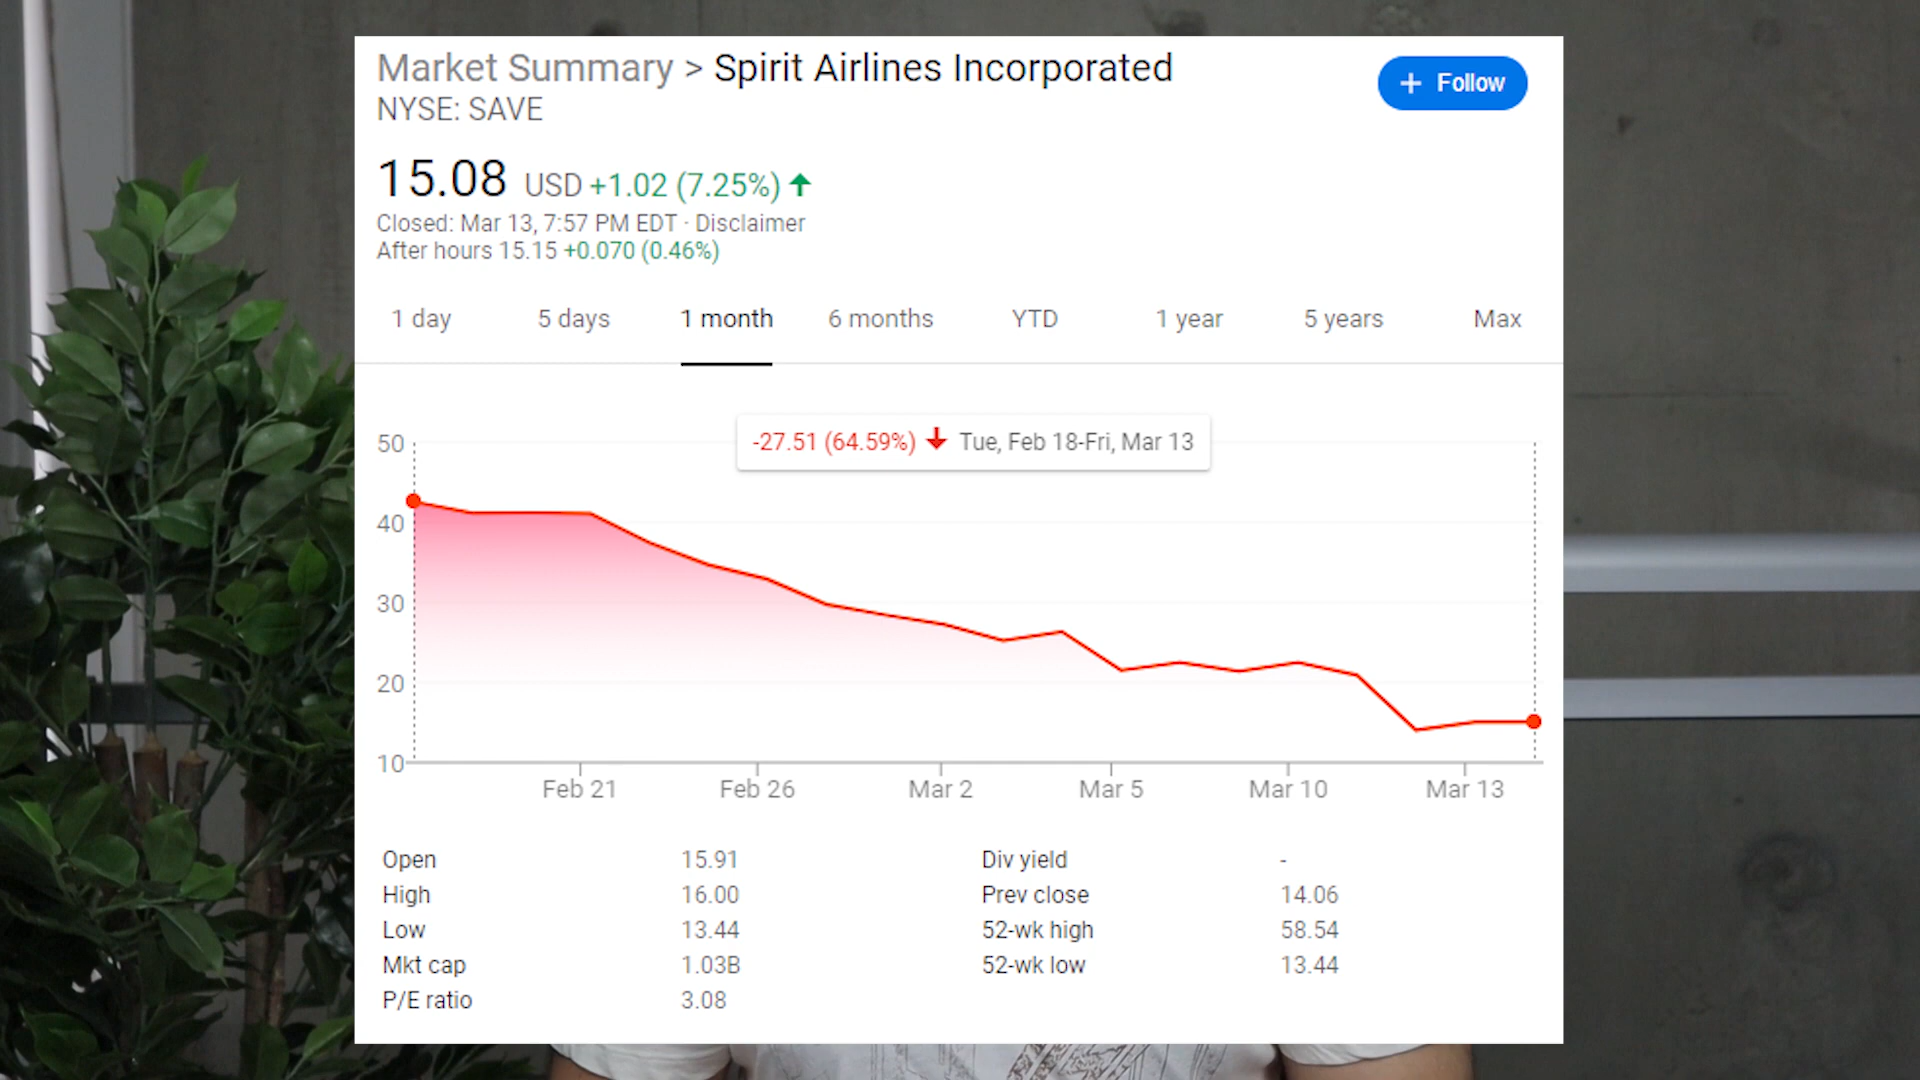 Market Summary > Spirit Airlines Incorporated
NYSE: SAVE
+ Follow
15.08 USD +1.02 (7.25%)
Closed: Mar 13, 7:57 PM EDT · Disclaimer
After hours 15.15 +0.070 (0.46%)
1 day 5 days 1 month 6 months YTD 1 year 5 years Max
-27.51 (64.59%) Tue, Feb 18-Fri, Mar 13
50
40
30
20
10
Feb 21 Feb 26 Mar 2 Mar 5 Mar 10 Mar 13
Open 15.91 Div yield -
High 16.00 Prev close 14.06
Low 13.44 52-wk high 58.54
Mkt cap 1.03B 52-wk low 13.44
P/E ratio 3.08